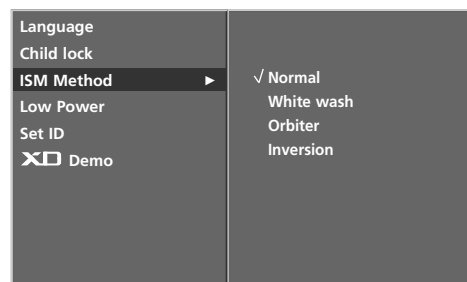 Language
Child lock
ISM Method ►
Low Power
Set ID
XD Demo
√ Normal
White wash
Orbiter
Inversion